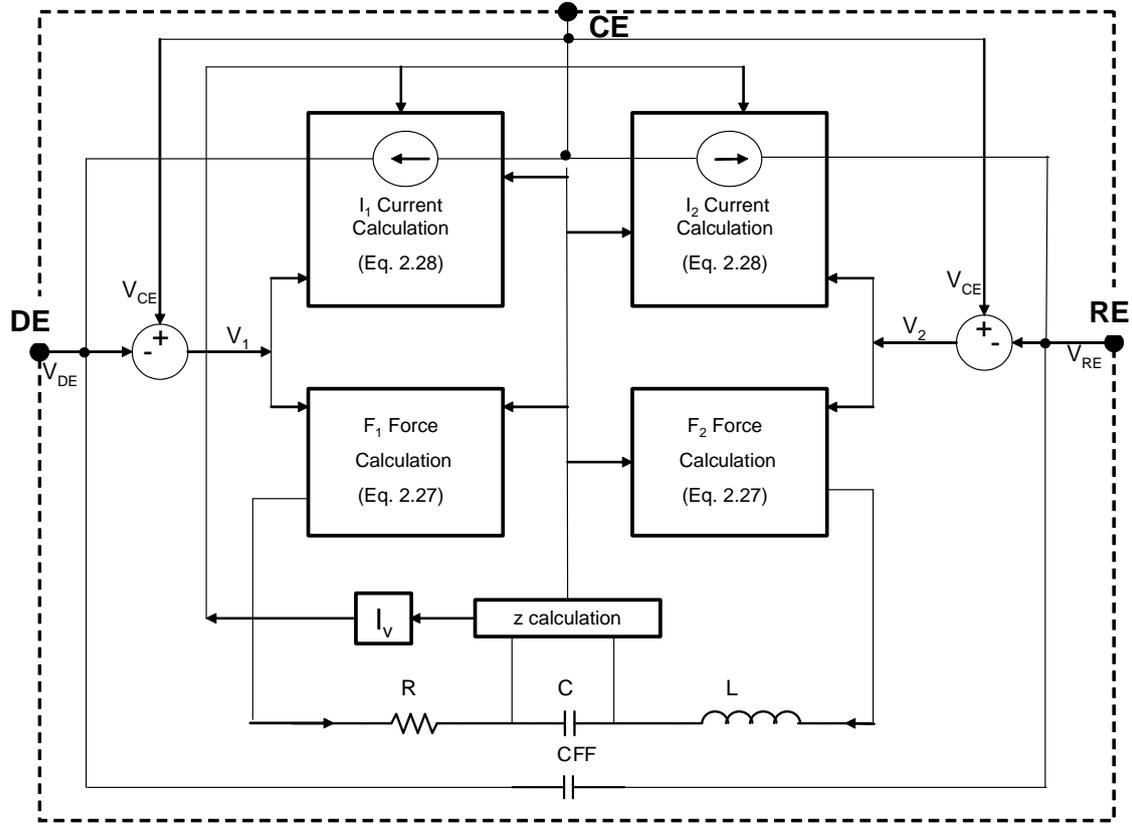 CE
I1 Current
Calculation
(Eq. 2.28)
I2 Current
Calculation
(Eq. 2.28)
VCE
+
-
V1
DE
VDE
VCE
+
-
V2
RE
VRE
F1 Force
Calculation
(Eq. 2.27)
F2 Force
Calculation
(Eq. 2.27)
Iv
z calculation
R
C
L
CFF